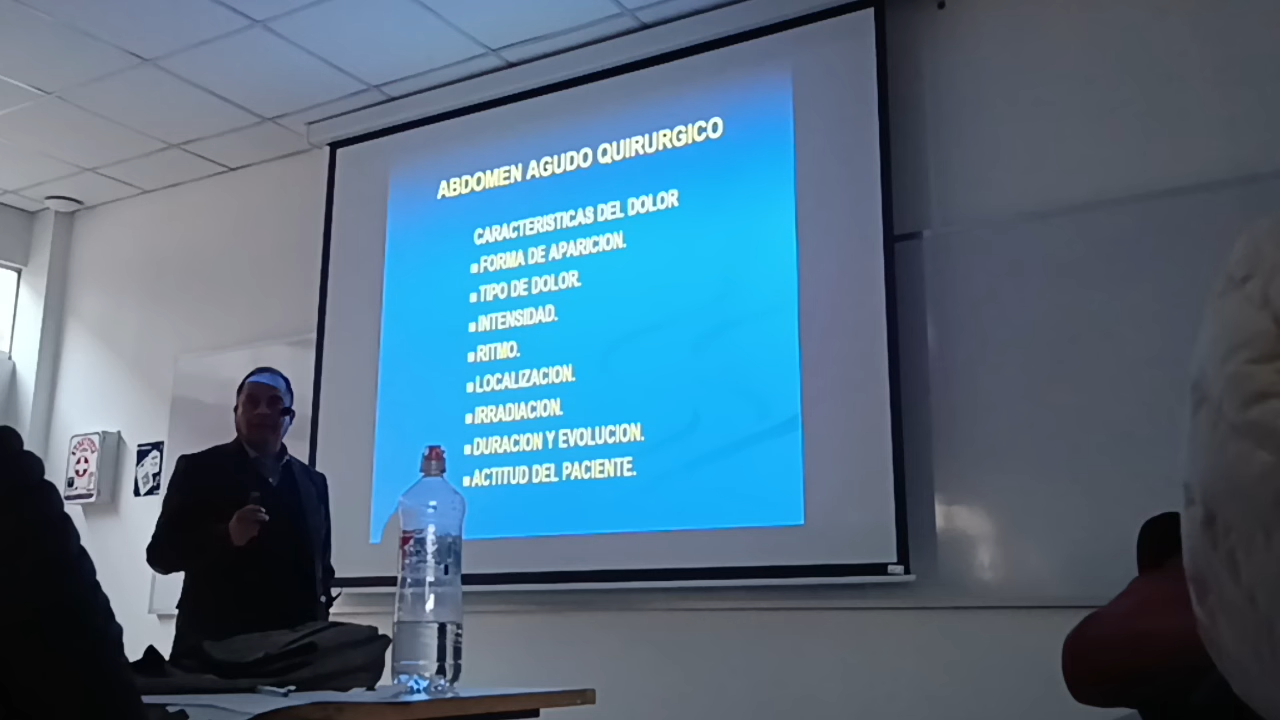 ABDOMEN AGUDO QUIRURGICO
CARACTERISTICAS DEL DOLOR
■ FORMA DE APARICION.
■ TIPO DE DOLOR.
■ INTENSIDAD.
■ RITMO.
■ LOCALIZACION.
■ IRRADIACION.
■ DURACION Y EVOLUCION.
■ ACTITUD DEL PACIENTE.